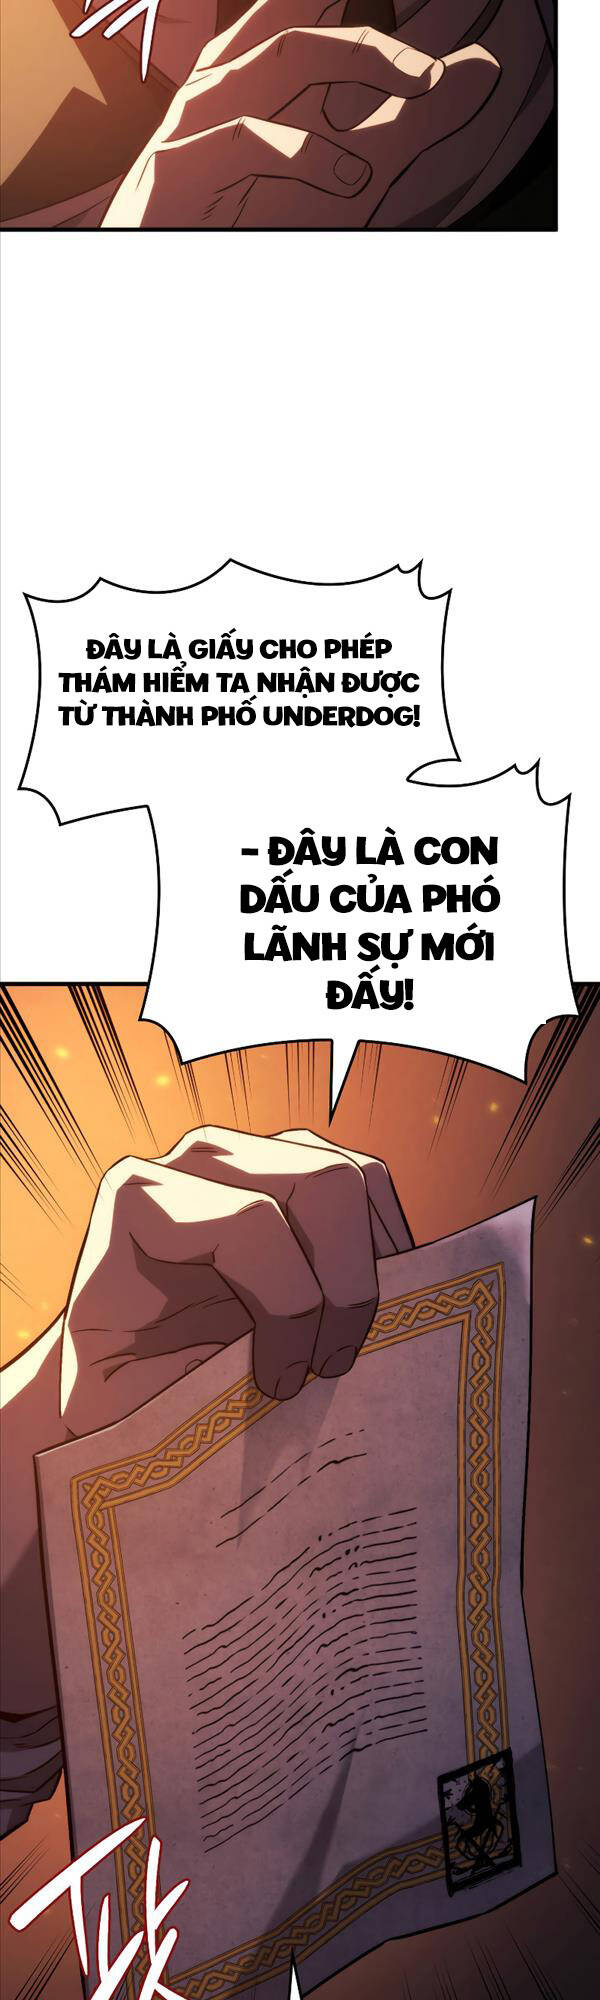 ĐÂY LÀ GIẤY CHO PHÉP
THÁM HIỂM TA NHẬN ĐƯỢC
TỪ THÀNH PHỐ UNDERDOG!
- ĐÂY LÀ CON
DẤU CỦA PHÓ
LÃNH SỰ MỚI
ĐẤY!